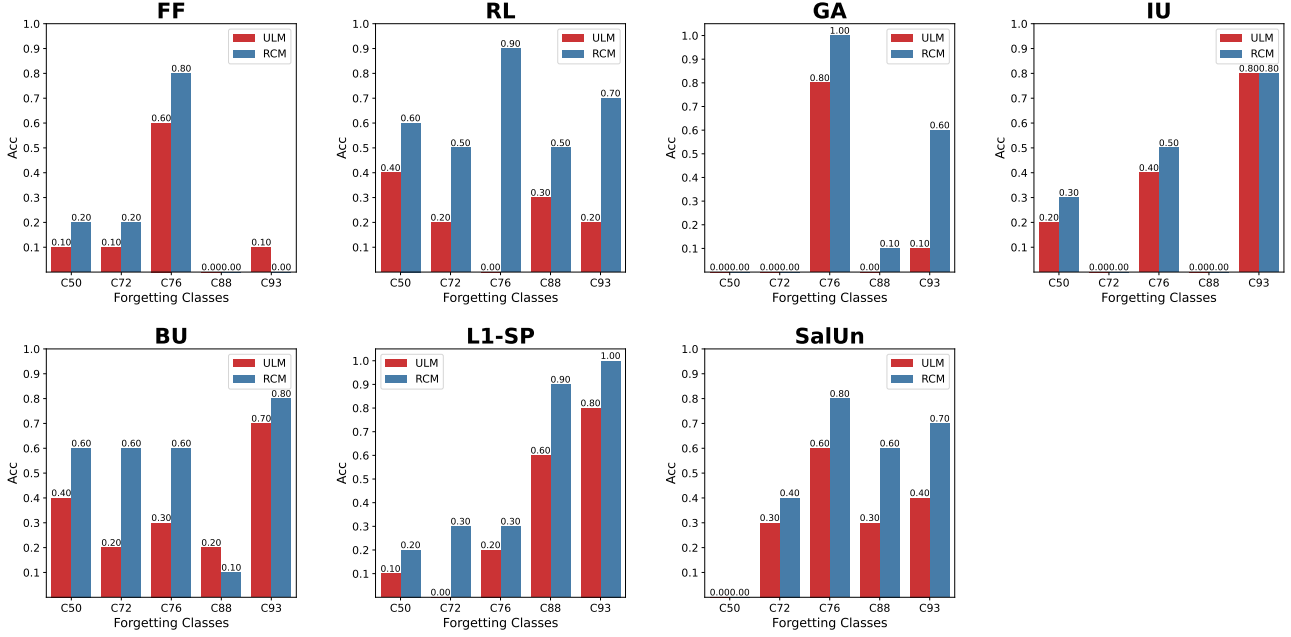 FF
RL
GA
IU
1.0
0.9
0.8
0.7
0.6
0.5
0.4
0.3
0.2
0.1
Acc
ULM
RCM
0.10 0.20
0.10 0.20
0.60 0.80
0.00 0.00
0.10 0.00
C50 C72 C76 C88 C93
Forgetting Classes
1.0
0.9
0.8
0.7
0.6
0.5
0.4
0.3
0.2
0.1
Acc
ULM
RCM
0.40 0.60
0.20 0.50
0.00 0.90
0.30 0.50
0.20 0.70
C50 C72 C76 C88 C93
Forgetting Classes
1.0
0.9
0.8
0.7
0.6
0.5
0.4
0.3
0.2
0.1
Acc
ULM
RCM
0.00 0.00
0.00 0.00
0.80 1.00
0.00 0.10
0.10 0.60
C50 C72 C76 C88 C93
Forgetting Classes
1.0
0.9
0.8
0.7
0.6
0.5
0.4
0.3
0.2
0.1
Acc
ULM
RCM
0.20 0.30
0.00 0.00
0.40 0.50
0.00 0.00
0.80 0.80
C50 C72 C76 C88 C93
Forgetting Classes
BU
L1-SP
SalUn
1.0
0.9
0.8
0.7
0.6
0.5
0.4
0.3
0.2
0.1
Acc
ULM
RCM
0.40 0.60
0.20 0.60
0.30 0.60
0.20 0.10
0.70 0.80
C50 C72 C76 C88 C93
Forgetting Classes
1.0
0.9
0.8
0.7
0.6
0.5
0.4
0.3
0.2
0.1
Acc
ULM
RCM
0.10 0.20
0.00 0.30
0.20 0.30
0.60 0.90
0.80 1.00
C50 C72 C76 C88 C93
Forgetting Classes
1.0
0.9
0.8
0.7
0.6
0.5
0.4
0.3
0.2
0.1
Acc
ULM
RCM
0.00 0.00
0.30 0.40
0.60 0.80
0.30 0.60
0.40 0.70
C50 C72 C76 C88 C93
Forgetting Classes